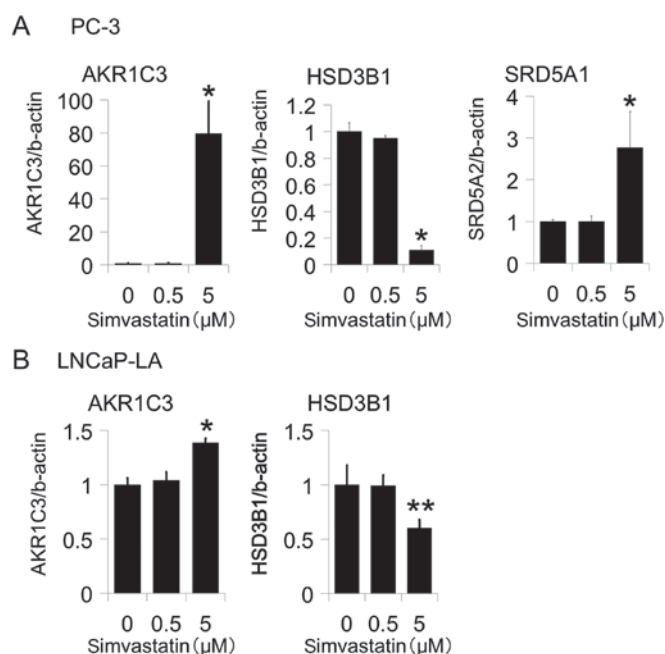 A PC-3
AKR1C3
AKR1C3/b-actin
100
80
60
40
20
0
*
0 0.5 5
Simvastatin (μM)
HSD3B1
HSD3B1/b-actin
1.2
1
0.8
0.6
0.4
0.2
0
*
0 0.5 5
Simvastatin (μM)
SRD5A1
SRD5A2/b-actin
4
3
2
1
0
*
0 0.5 5
Simvastatin (μM)
B LNCaP-LA
AKR1C3
AKR1C3/b-actin
1.5
1
0.5
0
*
0 0.5 5
Simvastatin (μM)
HSD3B1
HSD3B1/b-actin
1.5
1
0.5
0
**
0 0.5 5
Simvastatin (μM)